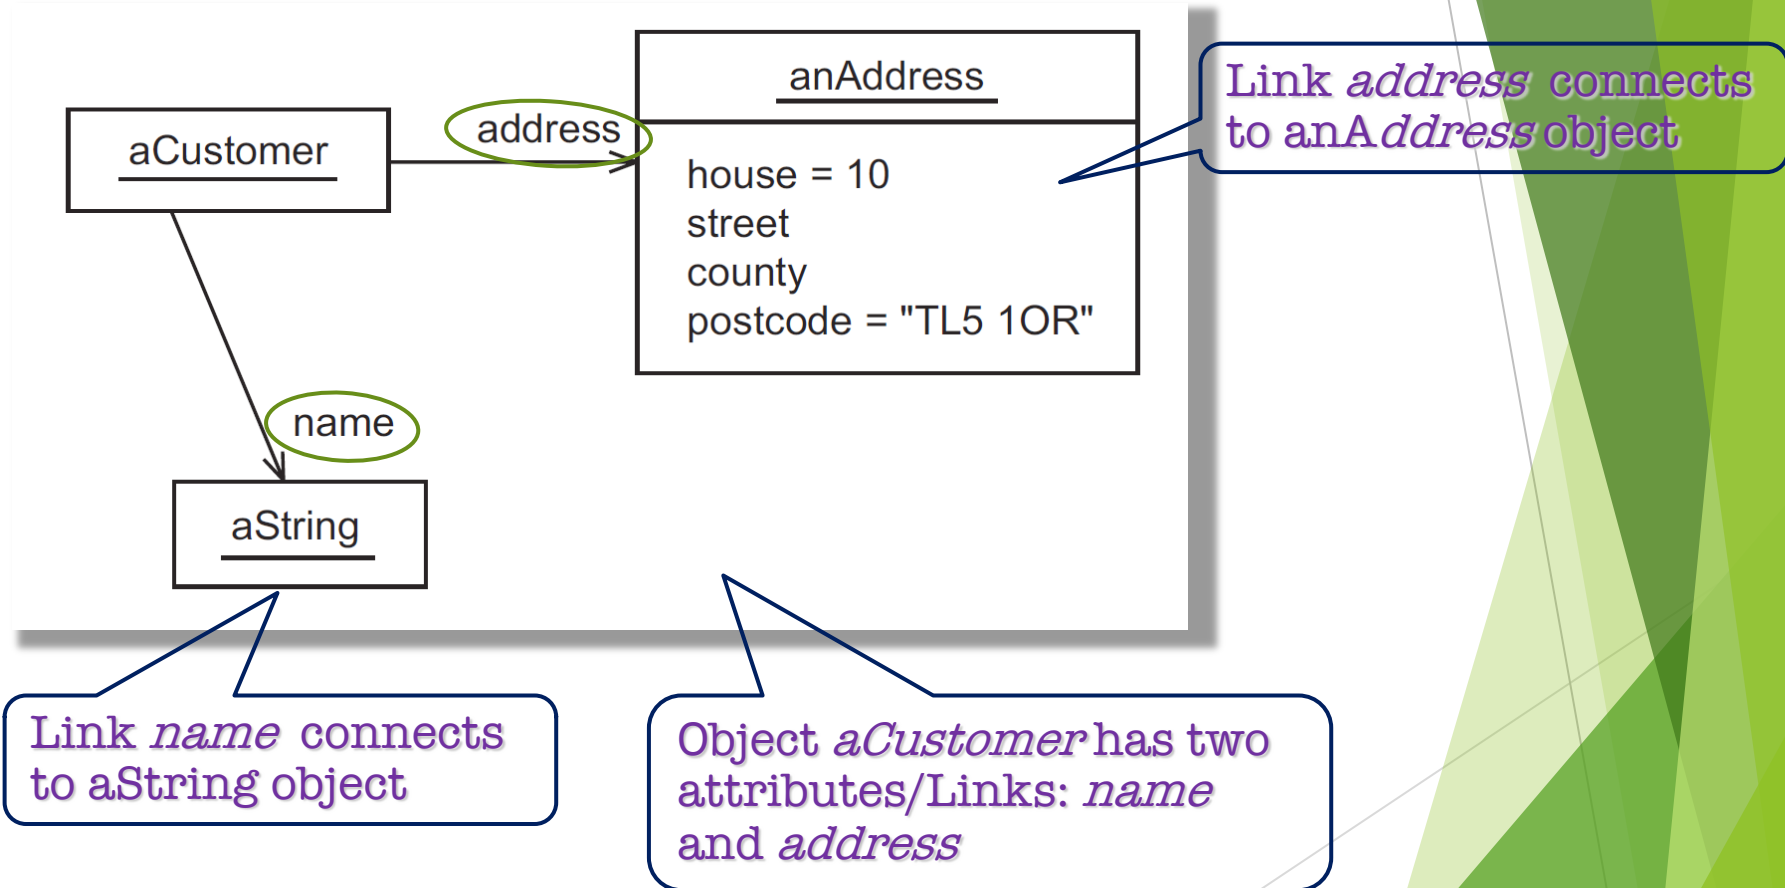 anAddress
Link address connects
to anAddress object
address
aCustomer
house = 10
street
county
postcode = "TL5 1OR"
name
aString
Link name connects
to aString object
Object aCustomer has two
attributes/Links: name
and address